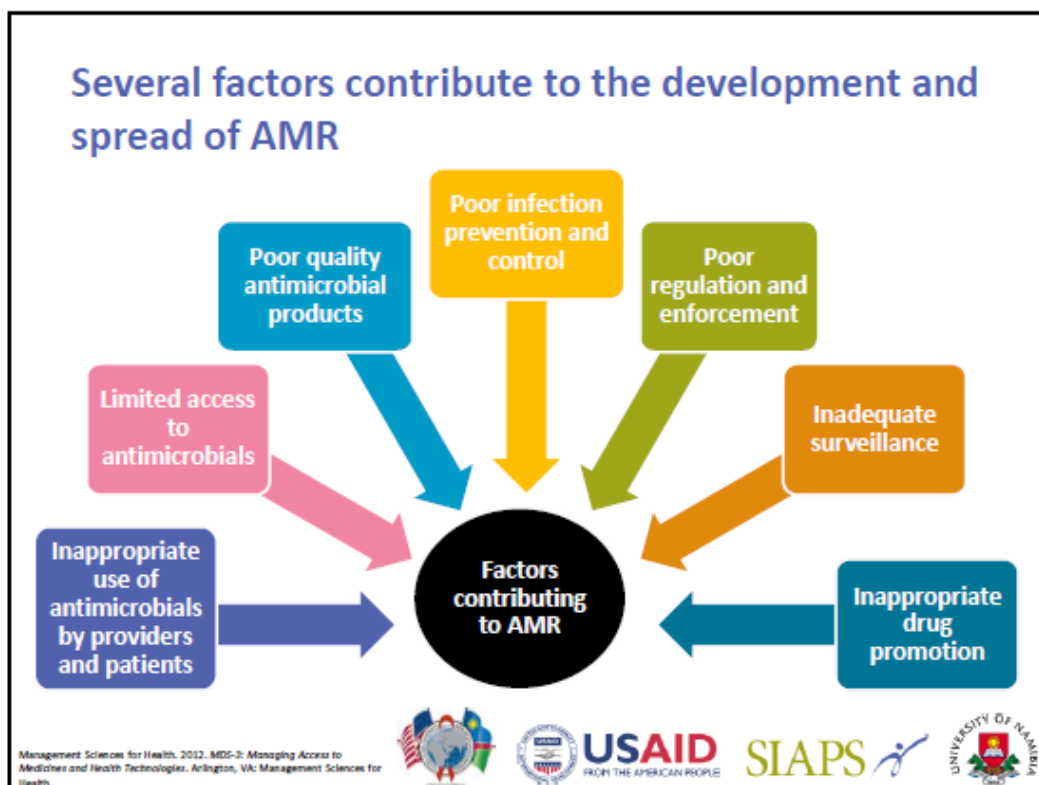 Several factors contribute to the development and
spread of AMR
Poor infection
prevention and
control
Poor quality
antimicrobial
products
Poor
regulation and
enforcement
Limited access
to
antimicrobials
Inadequate
surveillance
Inappropriate
use of
antimicrobials
by providers
and patients
Factors
contributing
to AMR
Inappropriate
drug
promotion
Management Sciences for Health. 2012. MDS-3: Managing Access to
Medicines and Health Technologies. Arlington, VA: Management Sciences for
Health.
USAID
USAID
FROM THE AMERICAN PEOPLE
SIAPS
UNIVERSITY OF NAMIBIA